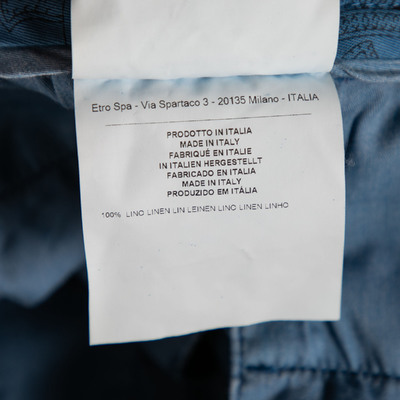 Etro Spa - Via Spartaco 3 - 20135 Milano - ITALIA
PRODOTTO IN ITALIA
MADE IN ITALY
FABRIQUÉ EN ITALIE
IN ITALIEN HERGESTELLT
FABRICADO EN ITALIA
MADE IN ITALY
PRODUZIDO EM ITÁLIA
100% LINO LINEN LIN LEINEN LINO LINEN LINHO